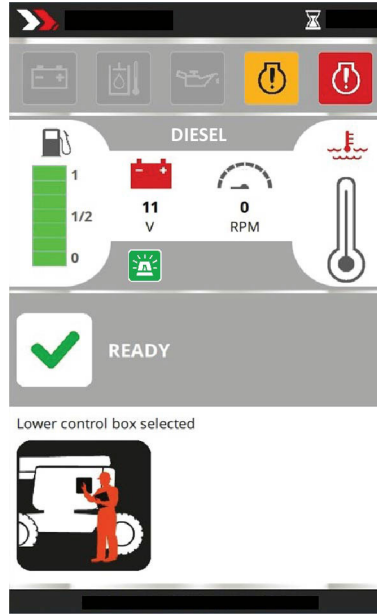 DIESEL
1
1/2
0
11
V
0
RPM
READY
Lower control box selected